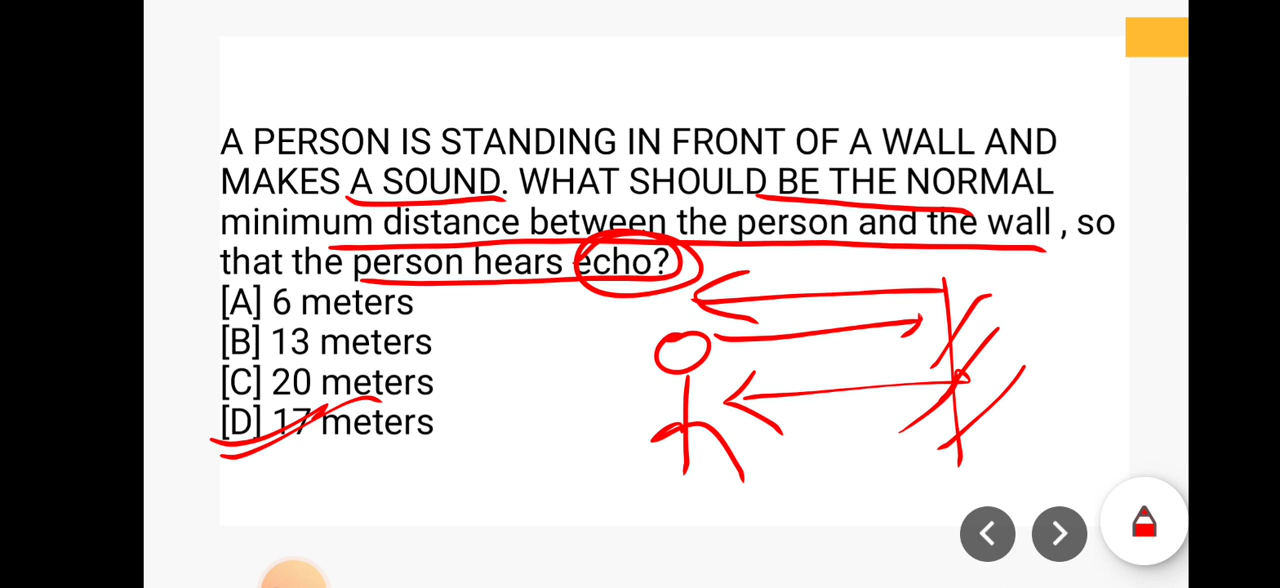 A PERSON IS STANDING IN FRONT OF A WALL AND
MAKES A SOUND. WHAT SHOULD BE THE NORMAL
minimum distance between the person and the wall , so
that the person hears echo?
[A] 6 meters
[B] 13 meters
[C] 20 meters
[D] 17 meters